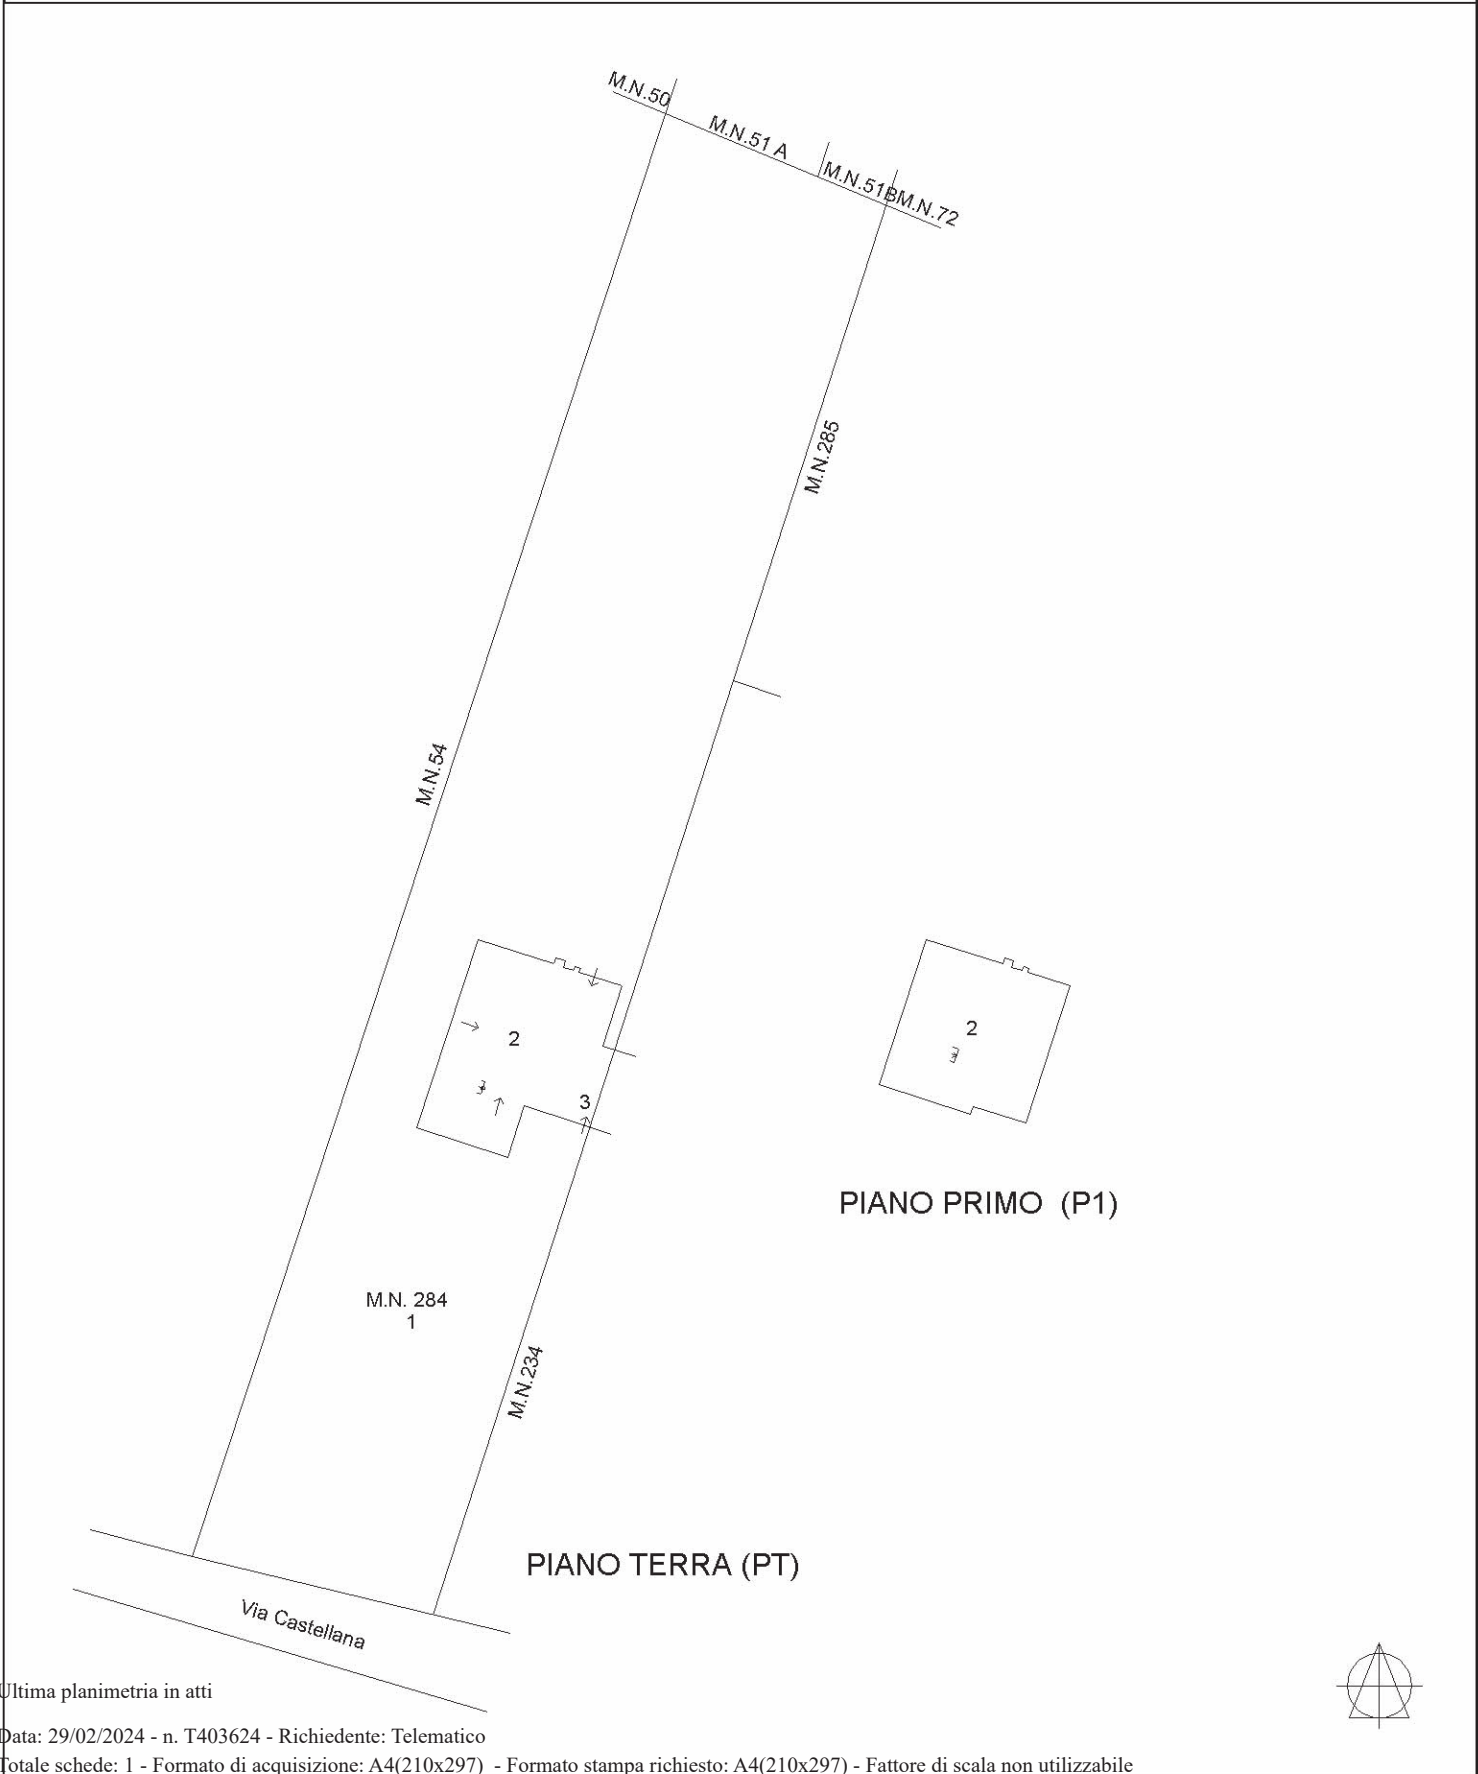 M.N.50
M.N.51 A
M.N.51B
M.N.72
M.N.285
M.N.54
2
2
3
PIANO PRIMO (P1)
M.N. 284
1
M.N.234
PIANO TERRA (PT)
Via Castellana
Ultima planimetria in atti
Data: 29/02/2024 - n. T403624 - Richiedente: Telematico
Totale schede: 1 - Formato di acquisizione: A4(210x297) - Formato stampa richiesto: A4(210x297) - Fattore di scala non utilizzabile